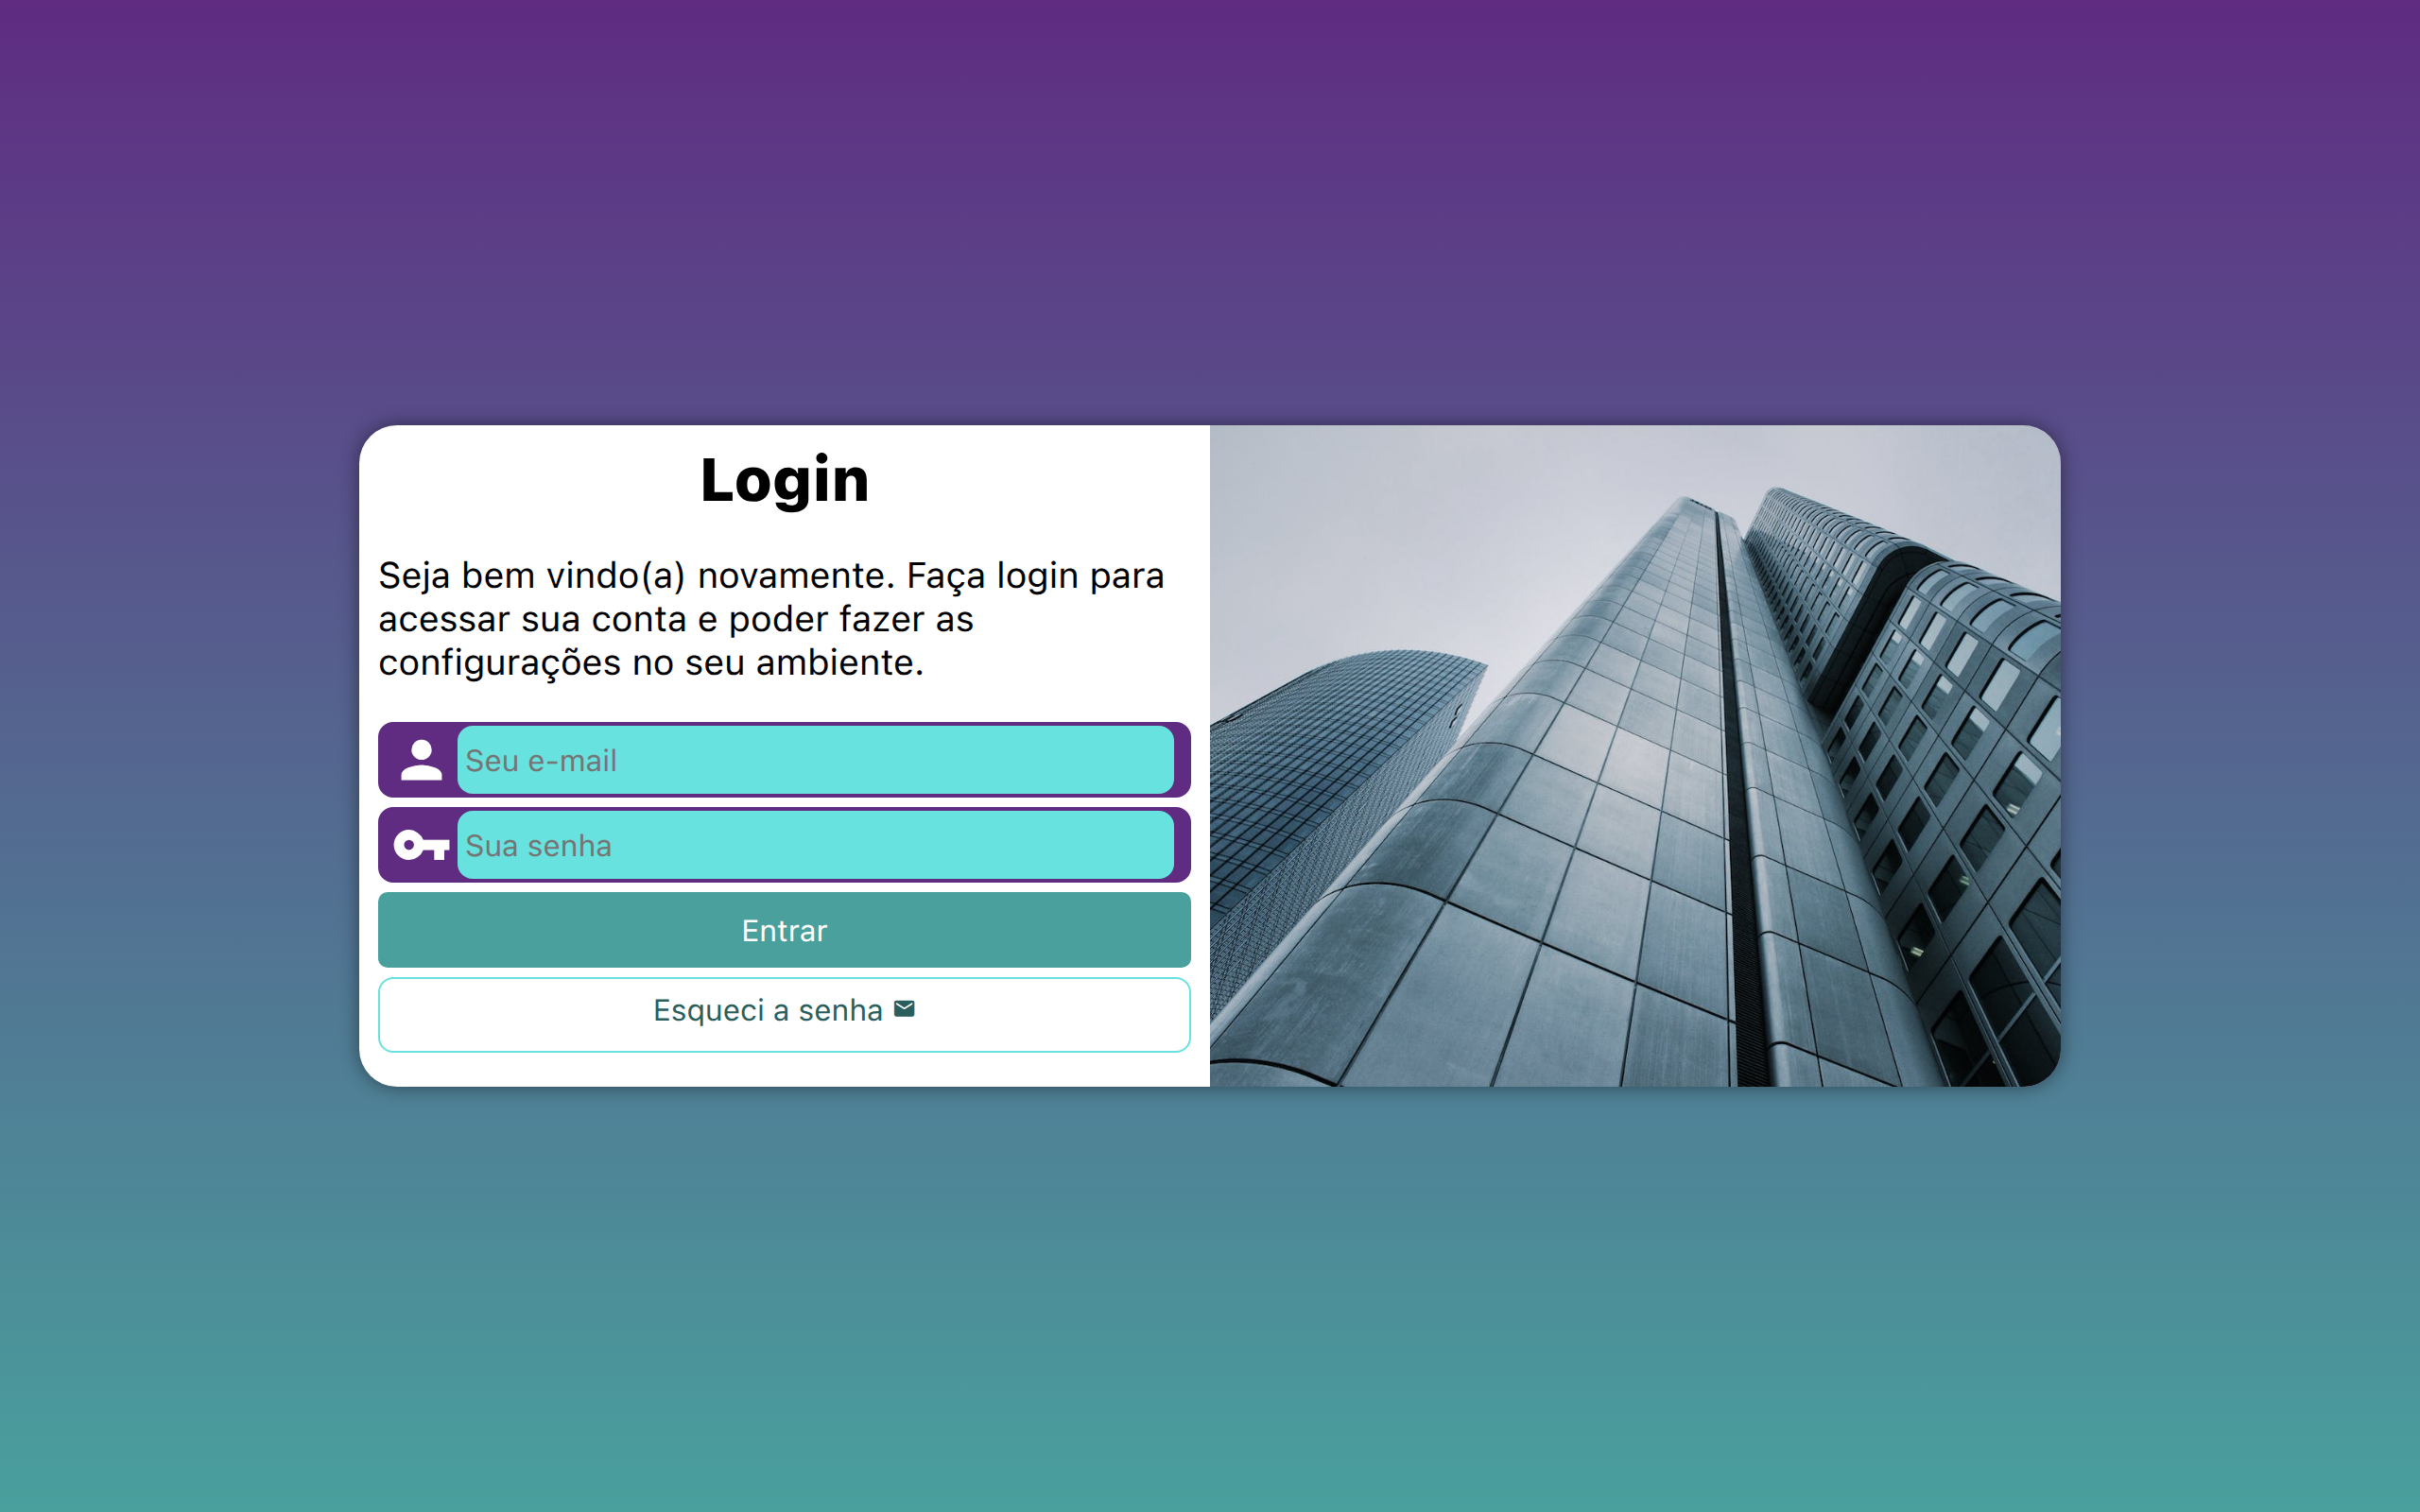 Login
Seja bem vindo(a) novamente. Faça login para
acessar sua conta e poder fazer as
configurações no seu ambiente.
Seu e-mail
Sua senha
Entrar
Esqueci a senha